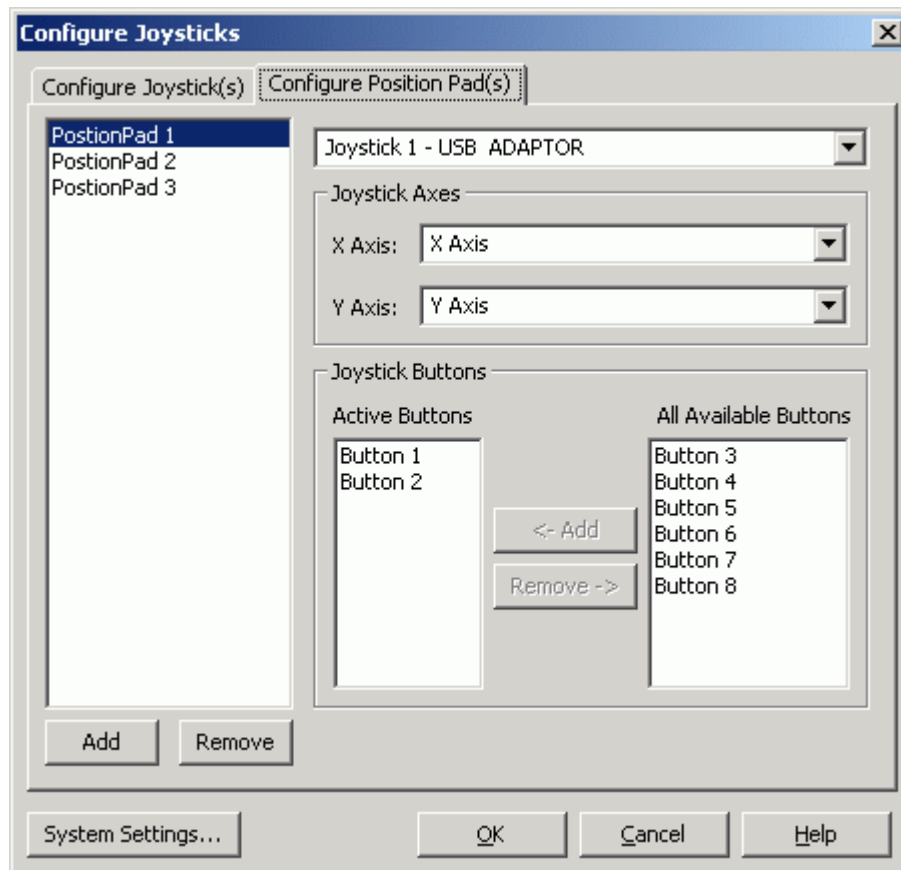 Configure Joysticks
Configure Joystick(s)
Configure Position Pad(s)
PostionPad 1
PostionPad 2
PostionPad 3
Add
Remove
Joystick 1 - USB  ADAPTOR
Joystick Axes
X Axis:
X Axis
Y Axis:
Y Axis
Joystick Buttons
Active Buttons
Button 1
Button 2
<- Add
Remove ->
All Available Buttons
Button 3
Button 4
Button 5
Button 6
Button 7
Button 8
System Settings...
OK
Cancel
Help